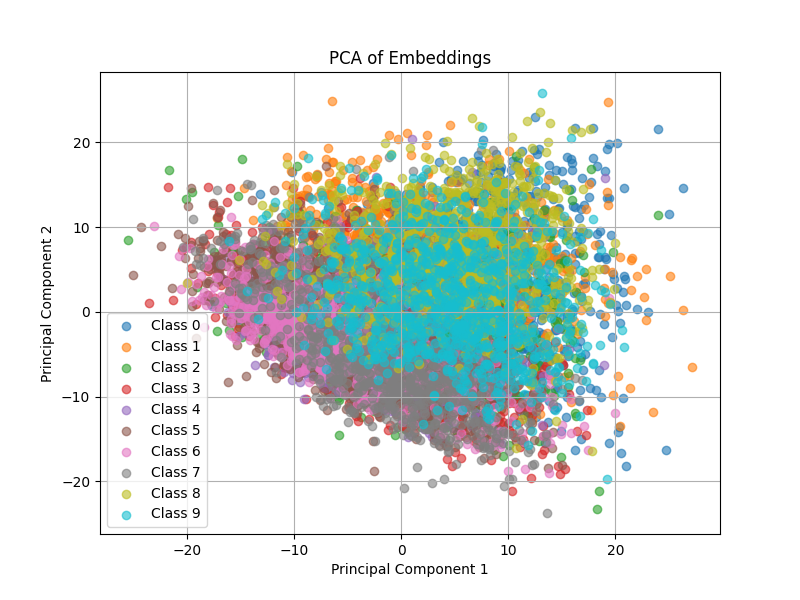 PCA of Embeddings
Principal Component 2
20
10
0
−10
−20
Class 0
Class 1
Class 2
Class 3
Class 4
Class 5
Class 6
Class 7
Class 8
Class 9
−20 −10 0 10 20
Principal Component 1